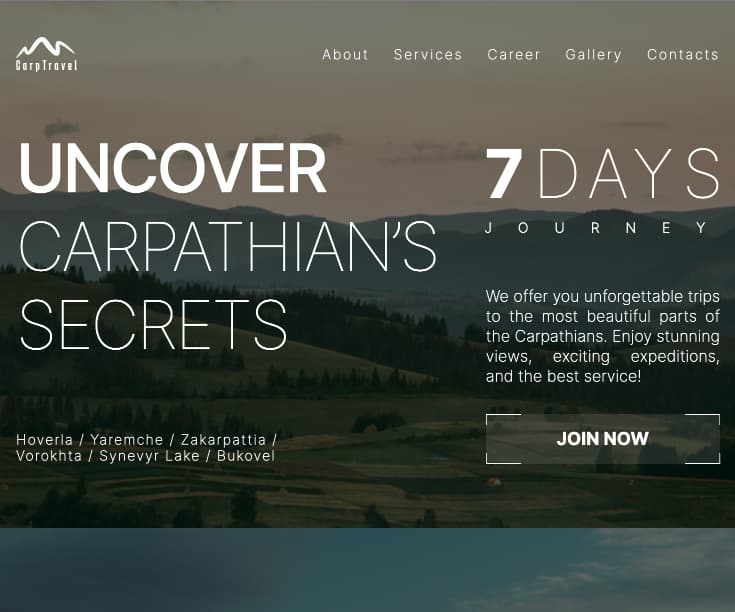 CarpTravel
About Services Career Gallery Contacts
UNCOVER
CARPATHIAN’S
SECRETS
7 DAYS
JOURNEY
We offer you unforgettable trips
to the most beautiful parts of
the Carpathians. Enjoy stunning
views, exciting expeditions,
and the best service!
JOIN NOW
Hoverla / Yaremche / Zakarpattia /
Vorokhta / Synevyr Lake / Bukovel